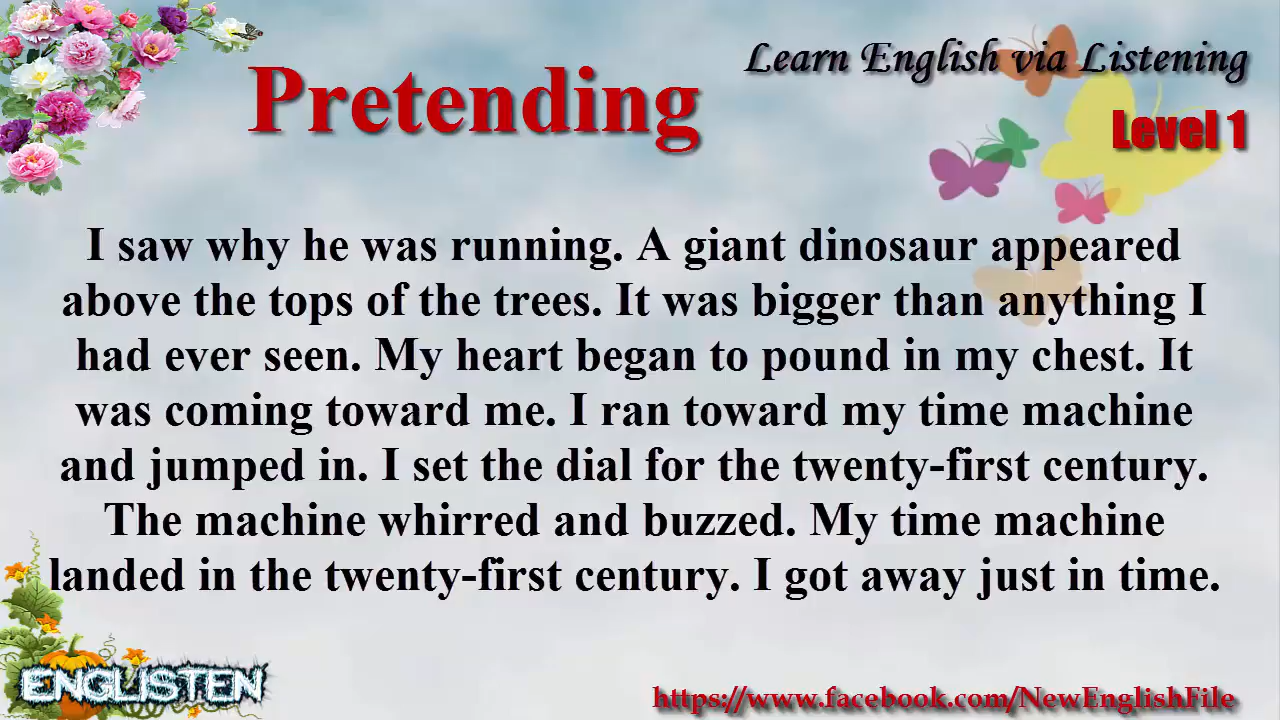 Learn English via Listening
Pretending
Level 1
I saw why he was running. A giant dinosaur appeared
above the tops of the trees. It was bigger than anything I
had ever seen. My heart began to pound in my chest. It
was coming toward me. I ran toward my time machine
and jumped in. I set the dial for the twenty-first century.
The machine whirred and buzzed. My time machine
landed in the twenty-first century. I got away just in time.
ENGLISTEN
https://www.facebook.com/NewEnglishFile